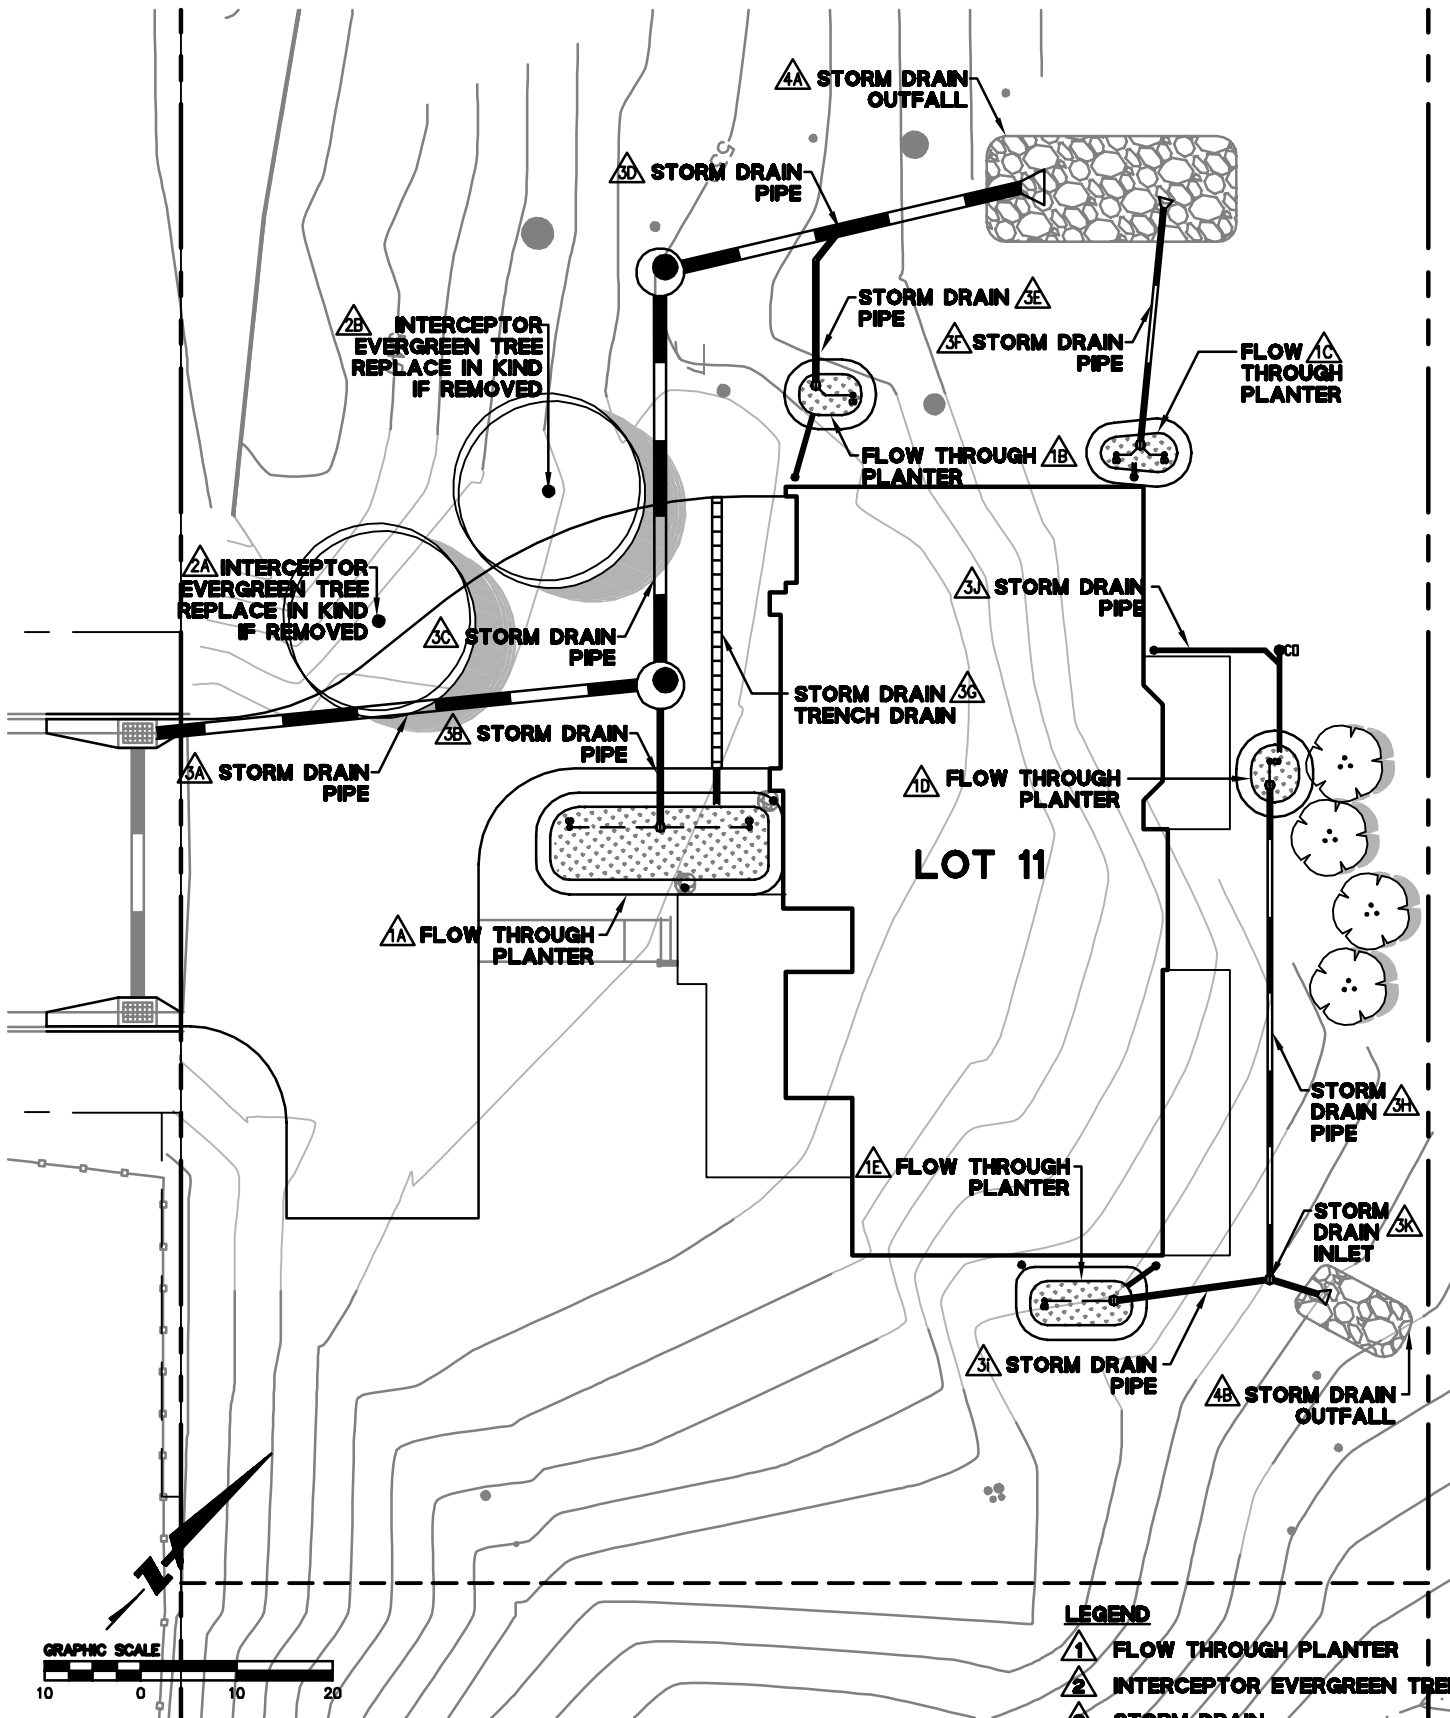 4A STORM DRAIN
OUTFALL
3D STORM DRAIN
PIPE
STORM DRAIN 3E
PIPE
2B INTERCEPTOR
EVERGREEN TREE
REPLACE IN KIND
IF REMOVED
3F STORM DRAIN
PIPE
FLOW 1C
THROUGH
PLANTER
FLOW THROUGH 1B
PLANTER
2A INTERCEPTOR
EVERGREEN TREE
REPLACE IN KIND
IF REMOVED
3J STORM DRAIN
PIPE
3C STORM DRAIN
PIPE
CO
STORM DRAIN 3G
TRENCH DRAIN
3B STORM DRAIN
PIPE
3A STORM DRAIN
PIPE
1D FLOW THROUGH
PLANTER
LOT 11
1A FLOW THROUGH
PLANTER
STORM
DRAIN 3H
PIPE
1E FLOW THROUGH
PLANTER
STORM
DRAIN 3K
INLET
3i STORM DRAIN
PIPE
4B STORM DRAIN
OUTFALL
N
LEGEND
1 FLOW THROUGH PLANTER
2 INTERCEPTOR EVERGREEN TREE
STORM DRAIN
GRAPHIC SCALE
10 0 10 20